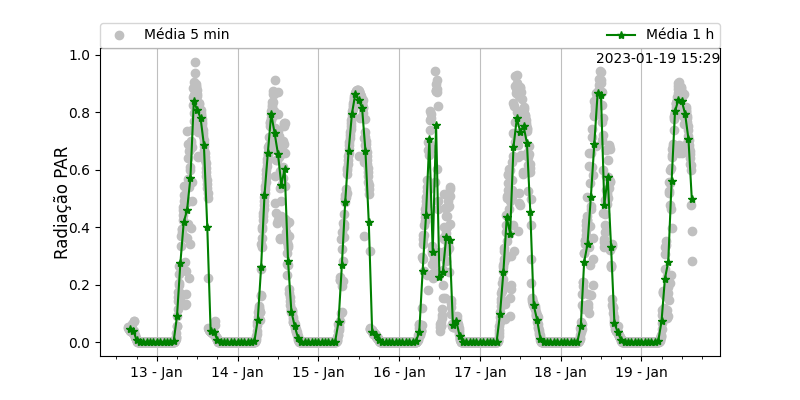 Média 5 min
Média 1 h
2023-01-19 15:29
Radiação PAR
1.0
0.8
0.6
0.4
0.2
0.0
13 - Jan
14 - Jan
15 - Jan
16 - Jan
17 - Jan
18 - Jan
19 - Jan